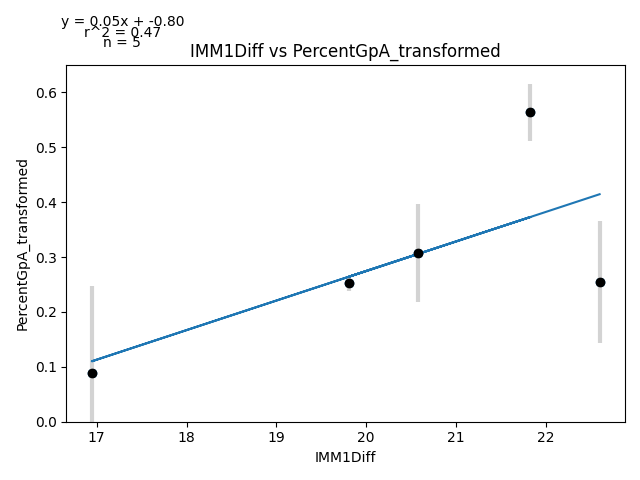 y = 0.05x + -0.80
r^2 = 0.47
n = 5
IMM1Diff vs PercentGpA_transformed
PercentGpA_transformed
0.6
0.5
0.4
0.3
0.2
0.1
0.0
17 18 19 20 21 22
IMM1Diff